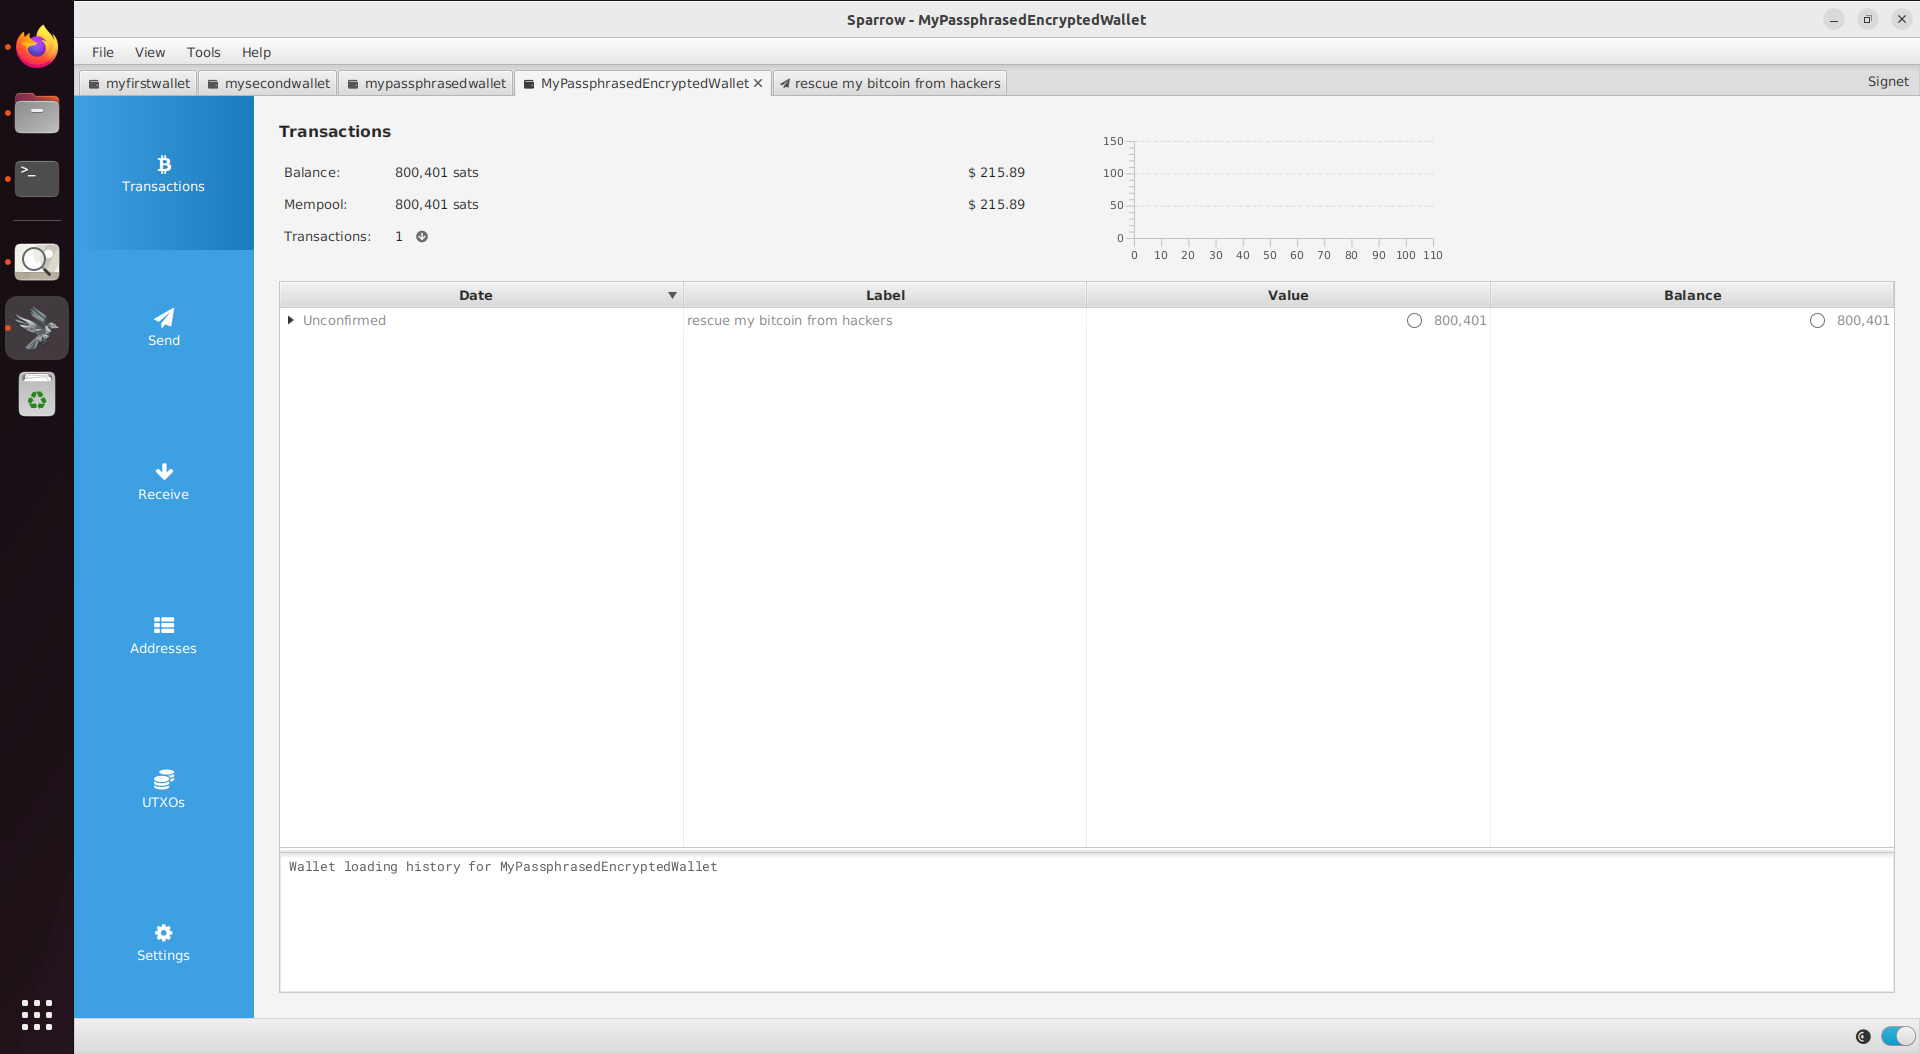 Sparrow - MyPassphrasedEncryptedWallet
File View Tools Help
myfirstwallet mysecondwallet mypassphrasedwallet MyPassphrasedEncryptedWallet rescue my bitcoin from hackers Signet
Transactions
Send
Receive
Addresses
UTXOs
Settings
Transactions
Balance: 800,401 sats $ 215.89
Mempool: 800,401 sats $ 215.89
Transactions: 1
150
100
50
0
0 10 20 30 40 50 60 70 80 90 100 110
Date Label Value Balance
Unconfirmed rescue my bitcoin from hackers 800,401 800,401
Wallet loading history for MyPassphrasedEncryptedWallet